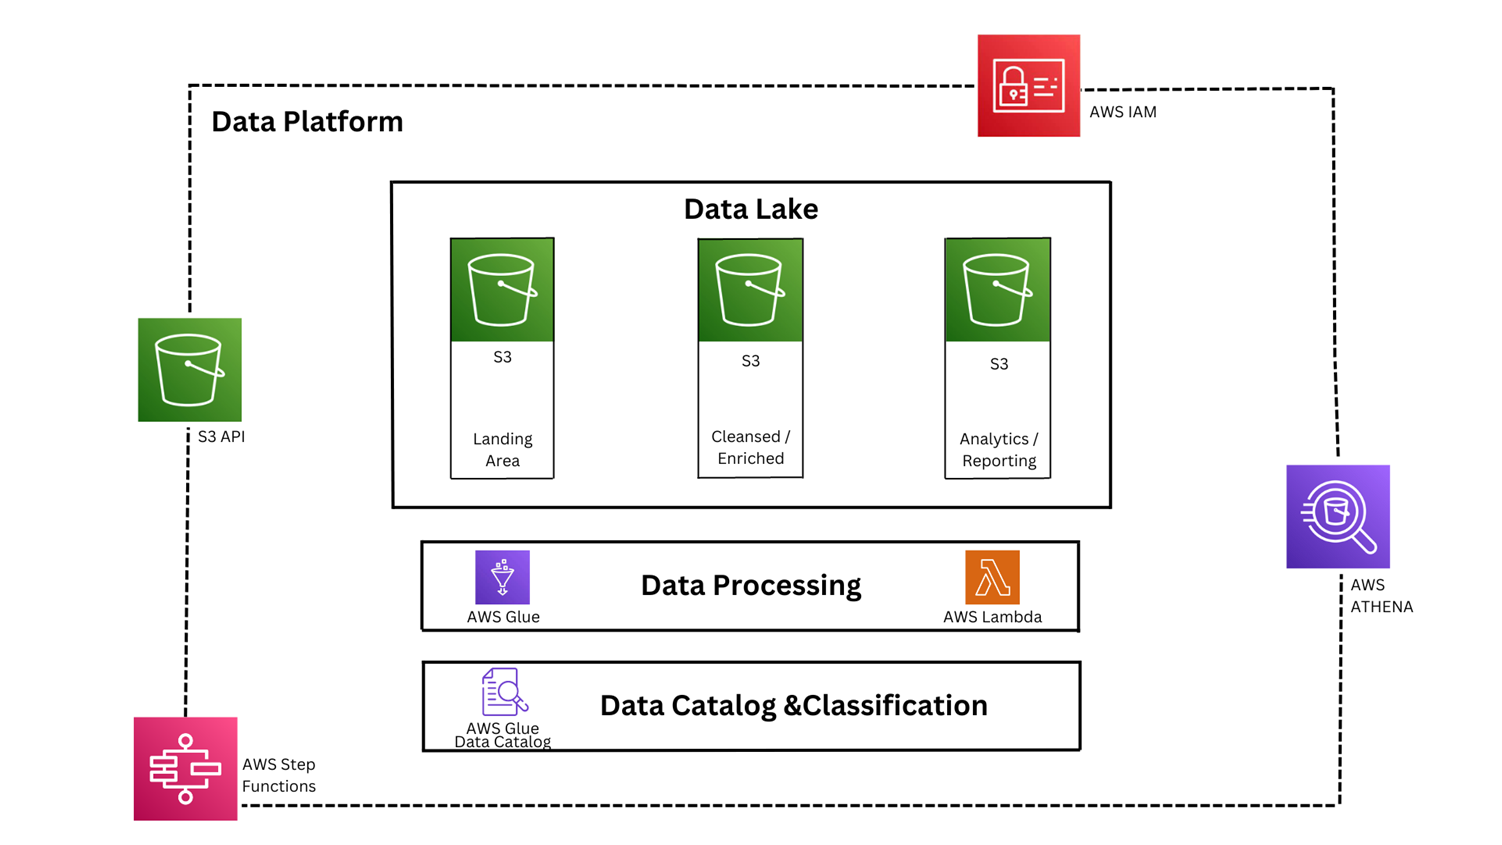 Data Platform
AWS IAM
Data Lake
S3
Landing
Area
S3
Cleansed /
Enriched
S3
Analytics /
Reporting
S3 API
Data Processing
AWS Glue
AWS Lambda
AWS
ATHENA
Data Catalog &Classification
AWS Glue
Data Catalog
AWS Step
Functions